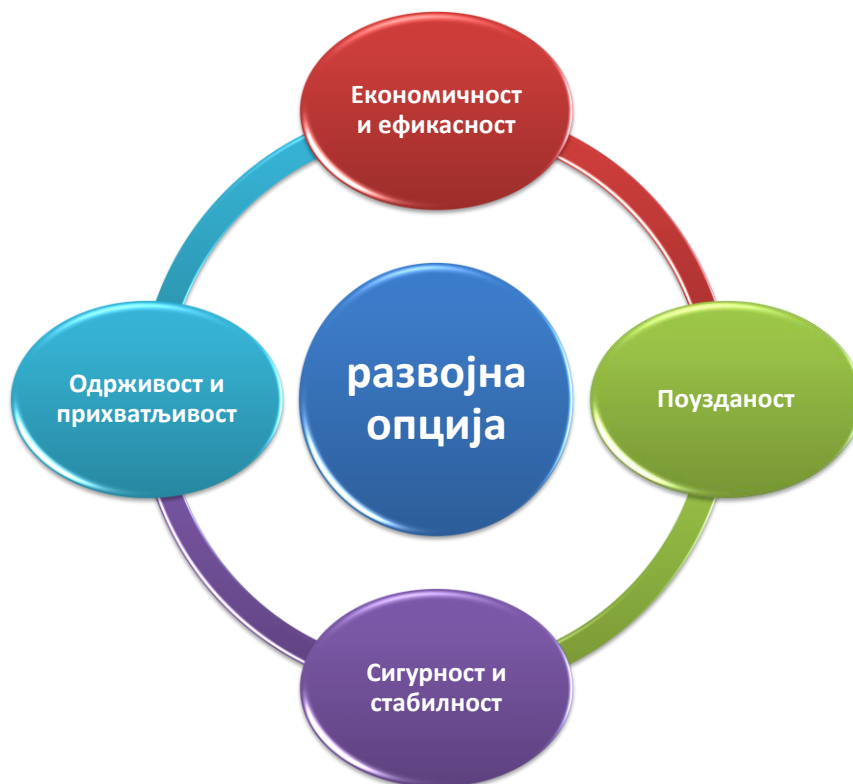 Економичност
и ефикасност
Одрживост и
прихватљивост
развојна
опција
Поузданост
Сигурност и
стабилност